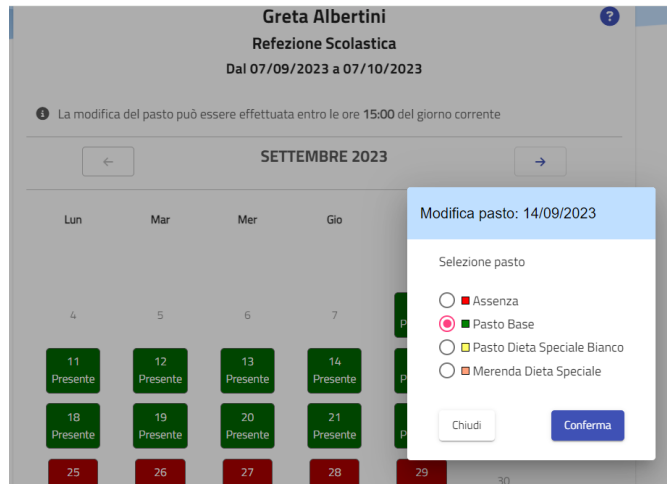 Greta Albertini
?
Refezione Scolastica
Dal 07/09/2023 a 07/10/2023
La modifica del pasto può essere effettuata entro le ore 15:00 del giorno corrente
SETTEMBRE 2023
Lun Mar Mer Gio
4 5 6 7
P
11 12 13 14
Presente Presente Presente Presente P
18 19 20 21
Presente Presente Presente Presente P
25 26 27 28 29 30
Modifica pasto: 14/09/2023
Selezione pasto
Assenza
Pasto Base
Pasto Dieta Speciale Bianco
Merenda Dieta Speciale
Chiudi Conferma